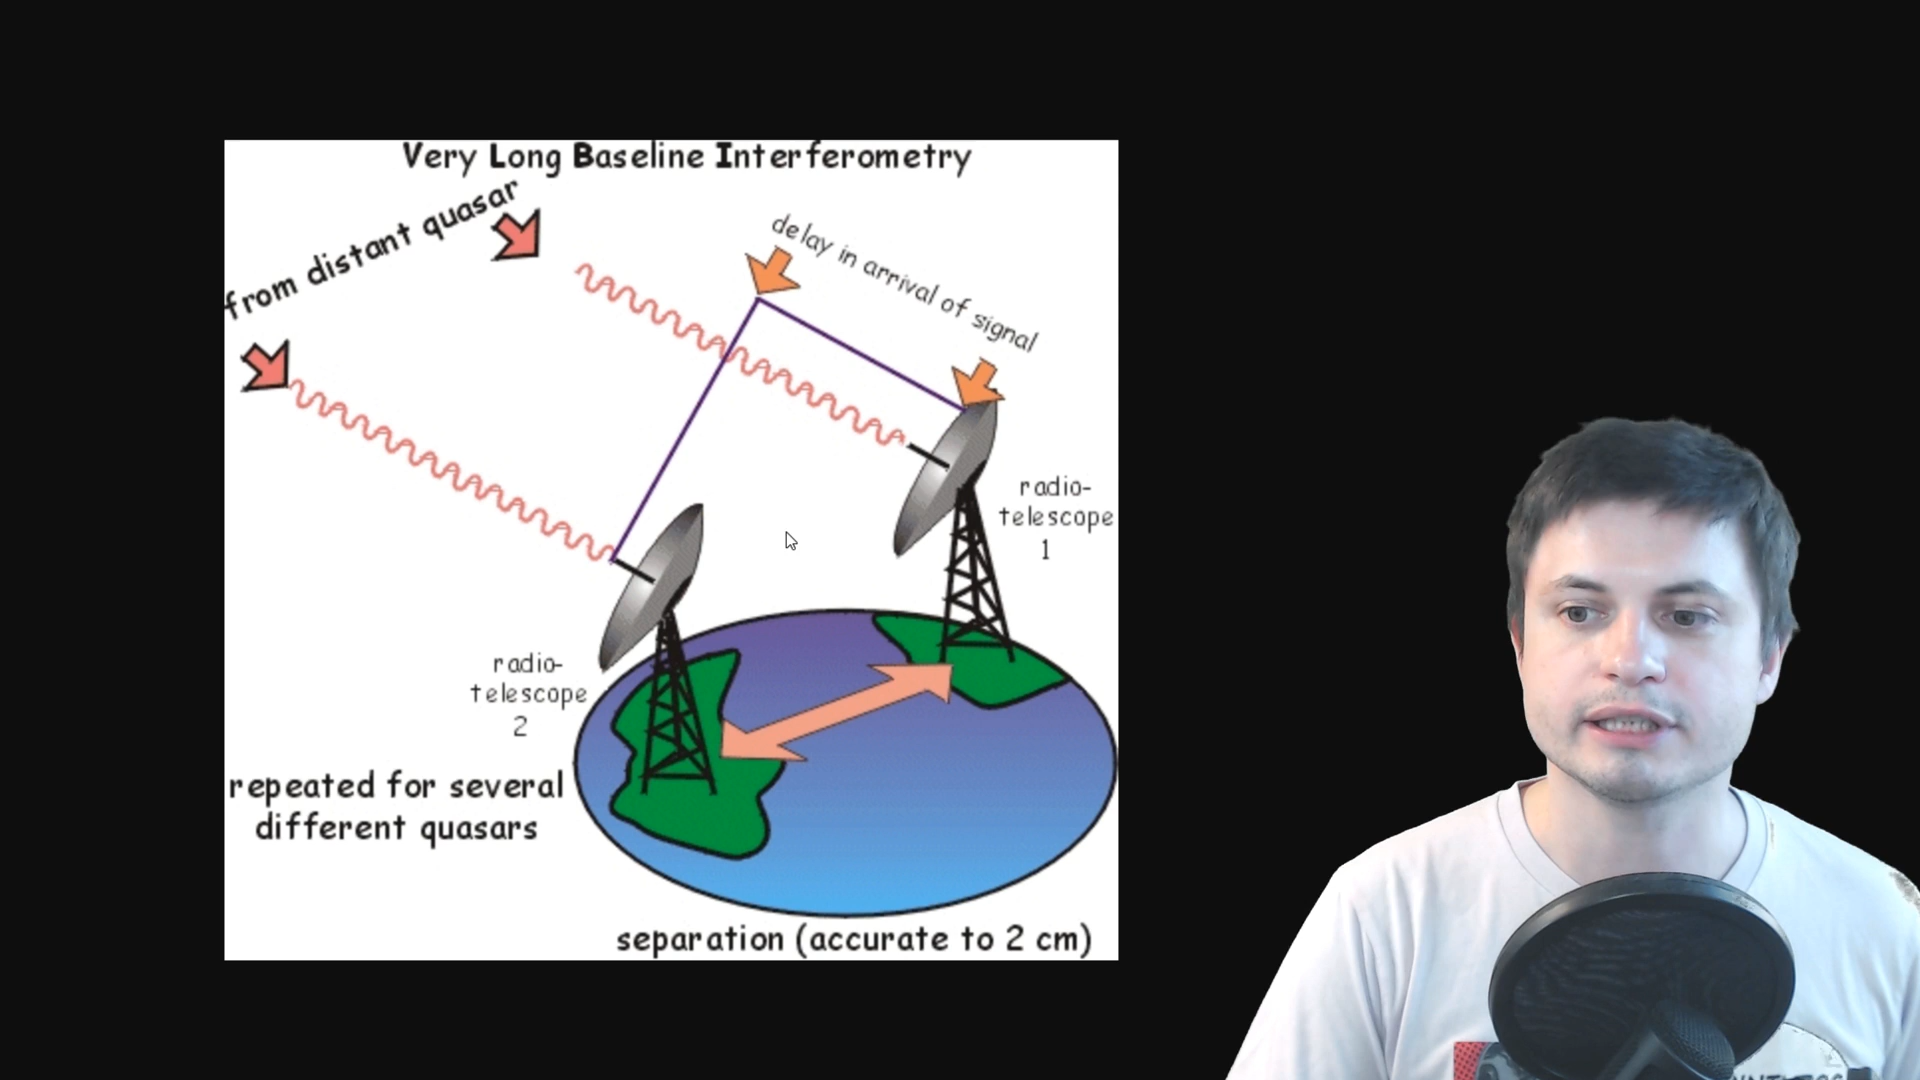 Very Long Baseline Interferometry
from distant quasar
delay in arrival of signal
radio-
telescope
1
radio-
telescope
2
repeated for several
different quasars
separation (accurate to 2 cm)